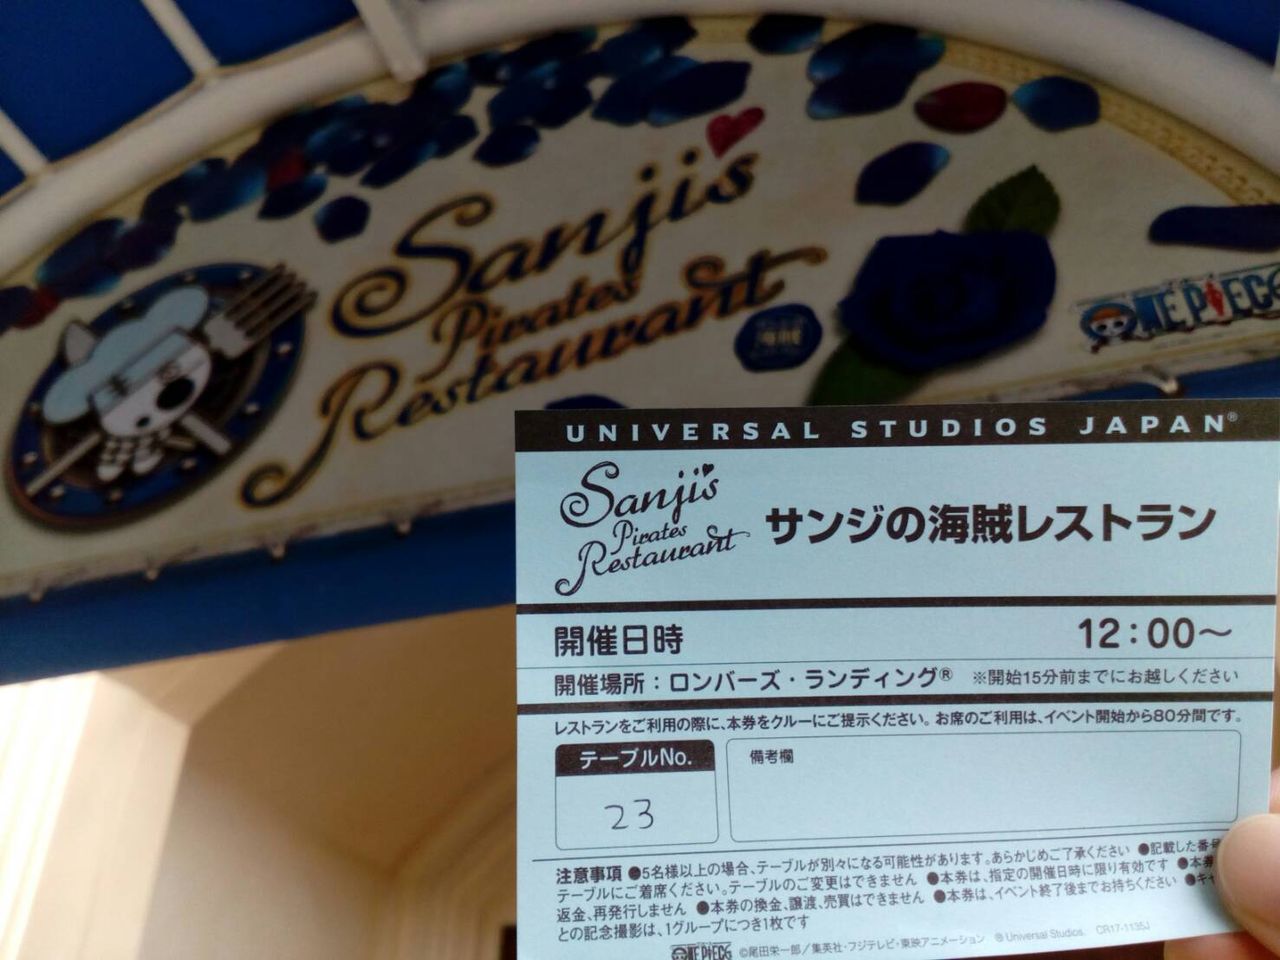 Sanji's
Pirates
Restaurant
ONE PIECE
UNIVERSAL STUDIOS JAPAN®
Sanji's
Pirates
Restaurant
サンジの海賊レストラン
開催日時 12:00〜
開催場所：ロンバーズ・ランディング® ※開始15分前までにお越しください
レストランをご利用の際に、本券をクルーにご提示ください。お席のご利用は、イベント開始から80分間です。
テーブルNo.
備考欄
23
注意事項 ●5名様以上の場合、テーブルが別々になる可能性があります。あらかじめご了承ください ●記載した番号
テーブルにご着席ください。テーブルのご変更はできません ●本券は、指定の開催日時に限り有効です ●本券
返金、再発行しません ●本券の換金、譲渡、売買はできません ●本券は、イベント終了後までお持ちください ●キャ
との記念撮影は、1グループにつき1枚です
ONE PIECE ©尾田栄一郎／集英社・フジテレビ・東映アニメーション ® Universal Studios. CR17-1135J